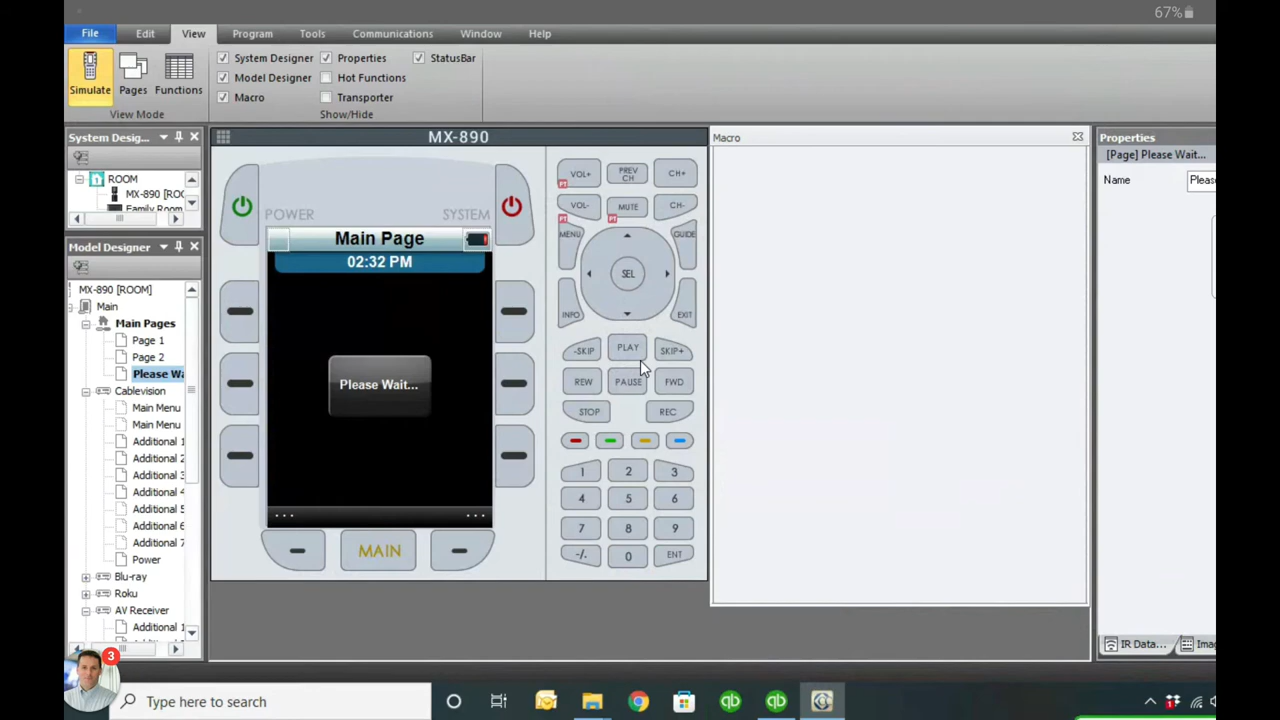 67%
File Edit View Program Tools Communications Window Help
System Designer Properties StatusBar
Model Designer Hot Functions
Simulate Pages Functions Macro Transporter
View Mode Show/Hide
System Desig... MX-890 Macro Properties
[Page] Please Wait...
ROOM Name Pleas
MX-890 [ROO
Family Room
POWER SYSTEM
VOL+ PREV CH CH+
VOL- MUTE CH-
MENU GUIDE
SEL
INFO EXIT
Model Designer
Main Page
02:32 PM
MX-890 [ROOM]
Main
Main Pages
Page 1
Page 2
Please Wa
Cablevision
Main Menu
Main Menu
Additional 1
Additional 2
Additional 3
Additional 4
Additional 5
Additional 6
Additional 7
Power
Blu-ray
Roku
AV Receiver
Additional 1
Please Wait...
... ...
MAIN
-SKIP PLAY SKIP+
REW PAUSE FWD
STOP REC
1 2 3
4 5 6
7 8 9
-/. 0 ENT
IR Data... Imag
3
Type here to search